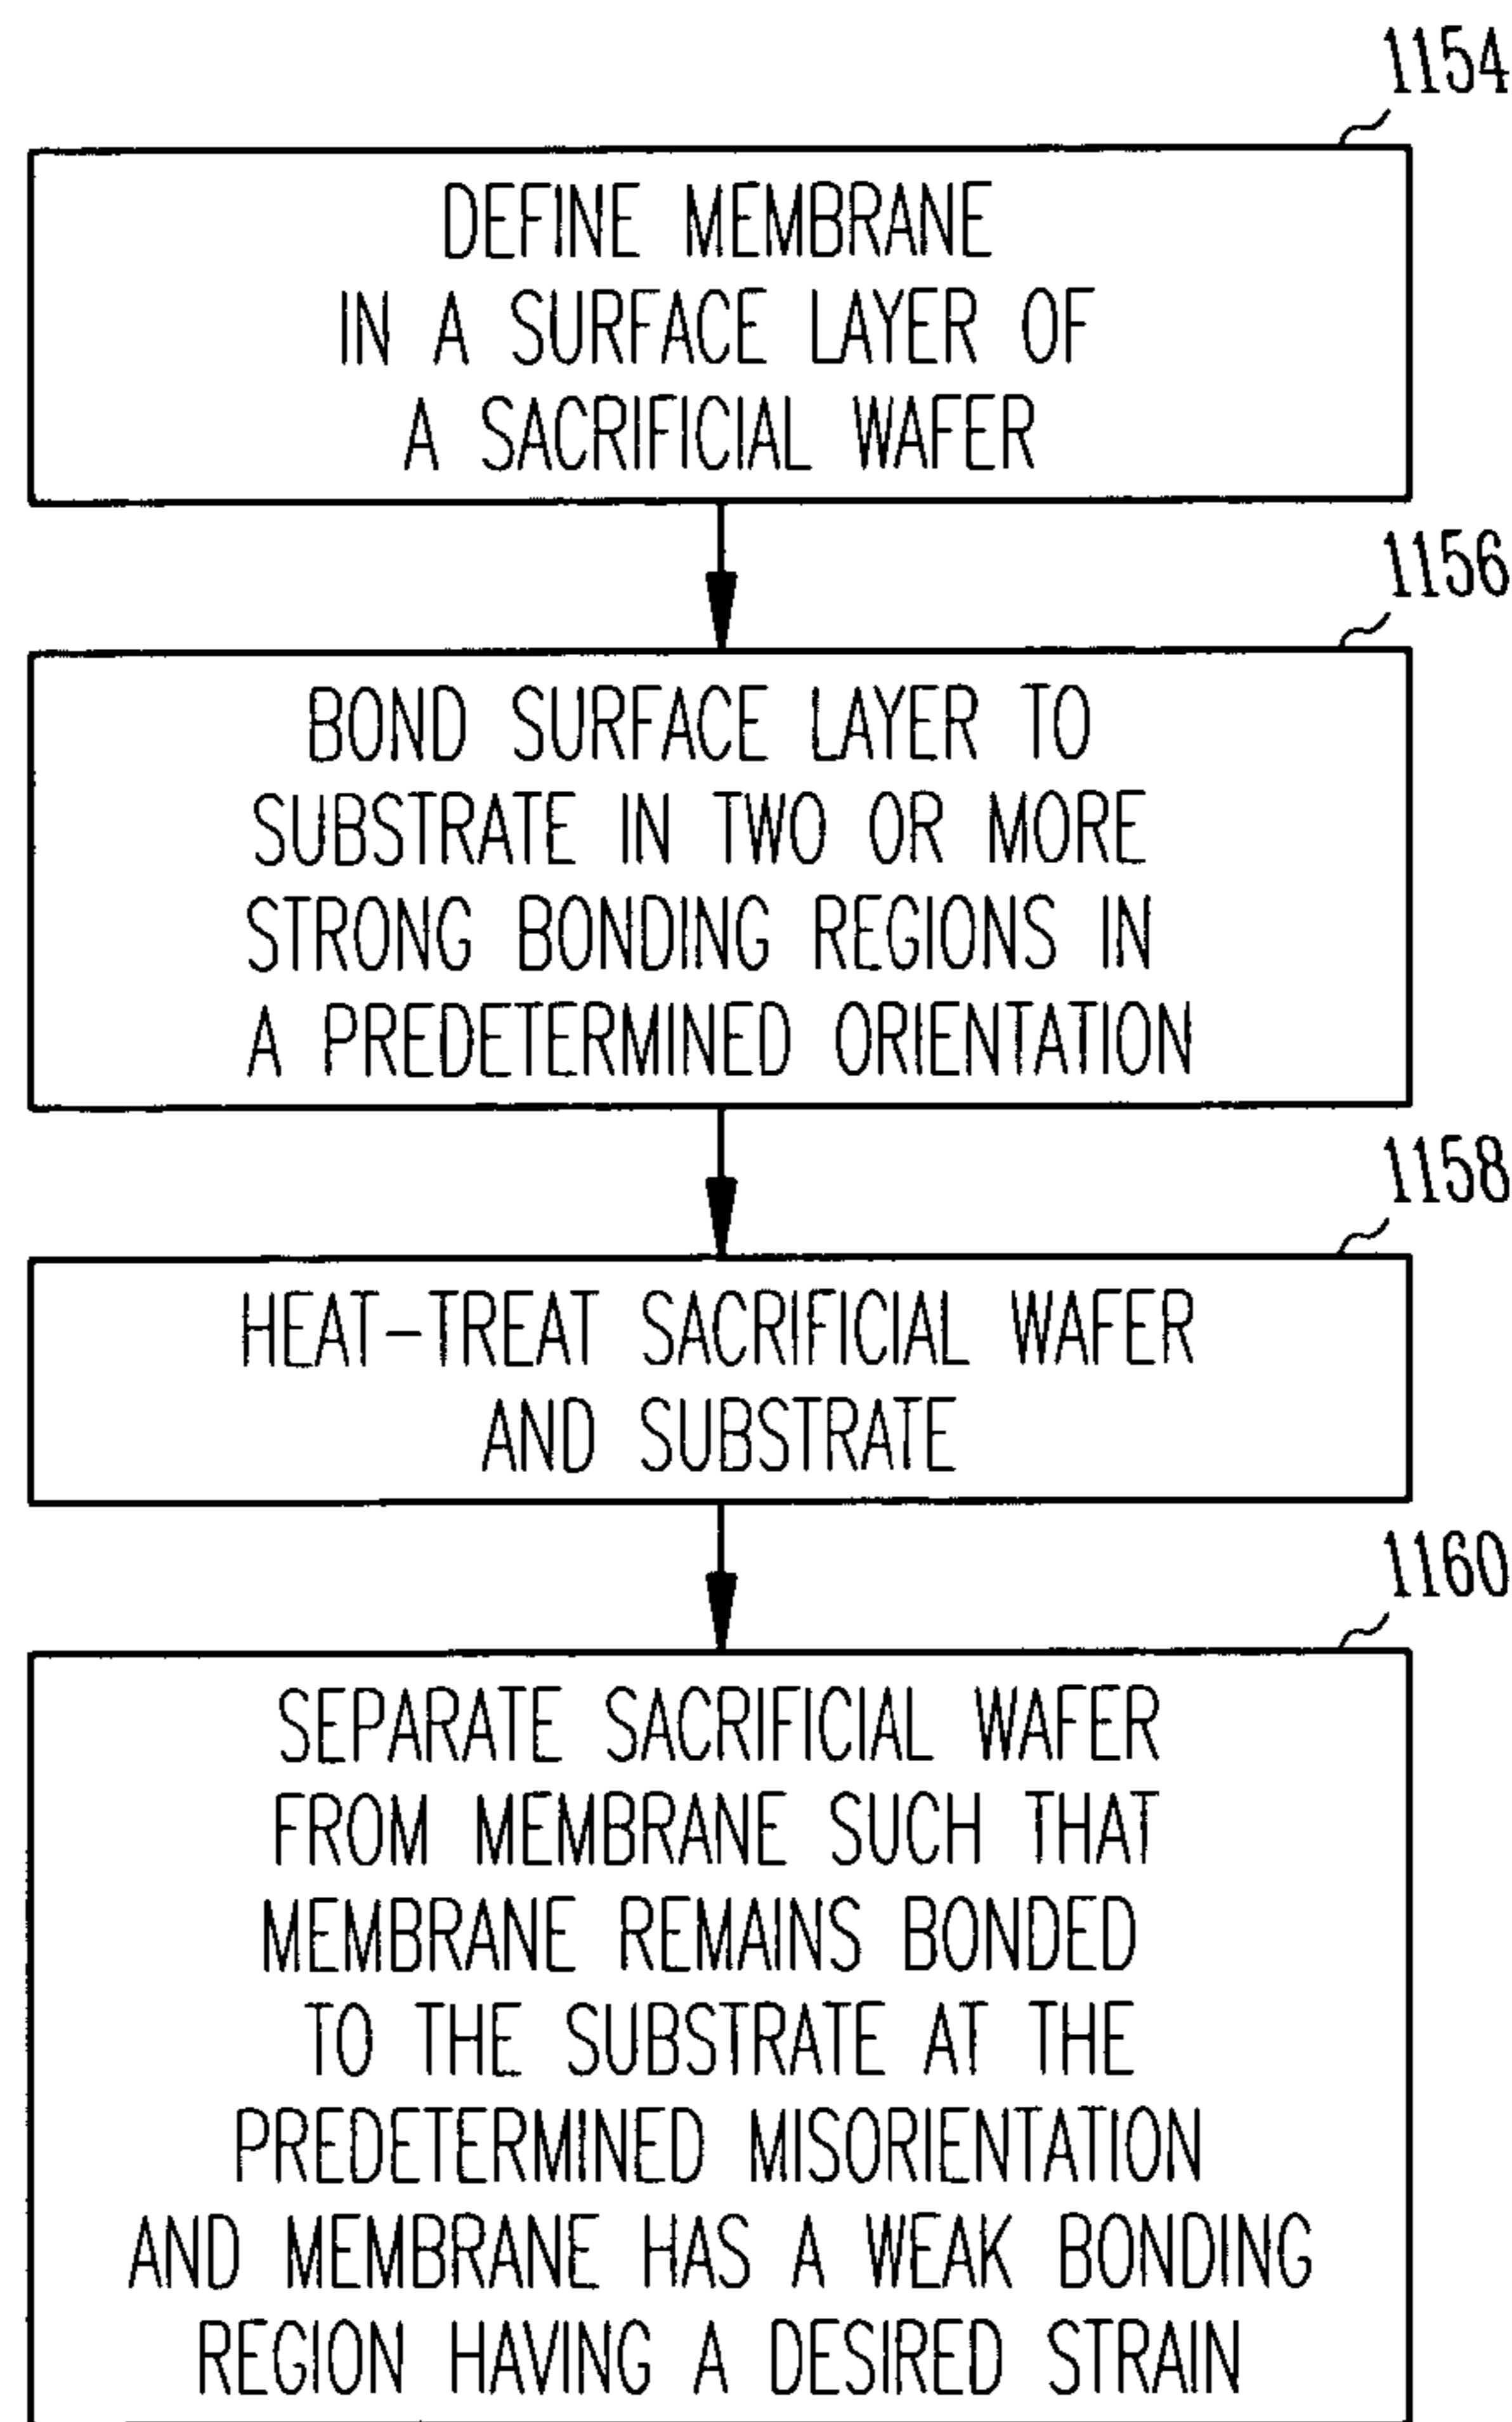 1154
DEFINE MEMBRANE
IN A SURFACE LAYER OF
A SACRIFICIAL WAFER
1156
BOND SURFACE LAYER TO
SUBSTRATE IN TWO OR MORE
STRONG BONDING REGIONS IN
A PREDETERMINED ORIENTATION
1158
HEAT-TREAT SACRIFICIAL WAFER
AND SUBSTRATE
1160
SEPARATE SACRIFICIAL WAFER
FROM MEMBRANE SUCH THAT
MEMBRANE REMAINS BONDED
TO THE SUBSTRATE AT THE
PREDETERMINED MISORIENTATION
AND MEMBRANE HAS A WEAK BONDING
REGION HAVING A DESIRED STRAIN